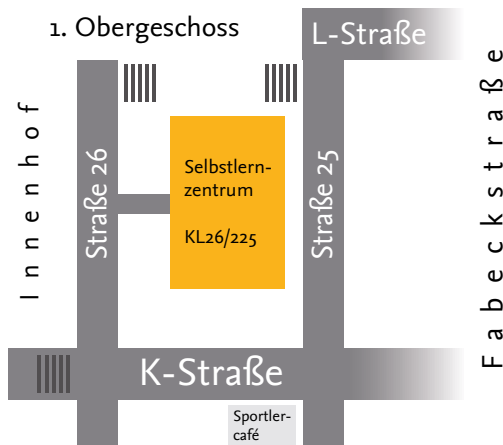 1. Obergeschoss
L-Straße
Innenhof
Straße 26
Selbstlern-
zentrum
KL26/225
Straße 25
Fabeckstraße
K-Straße
Sportler-
café